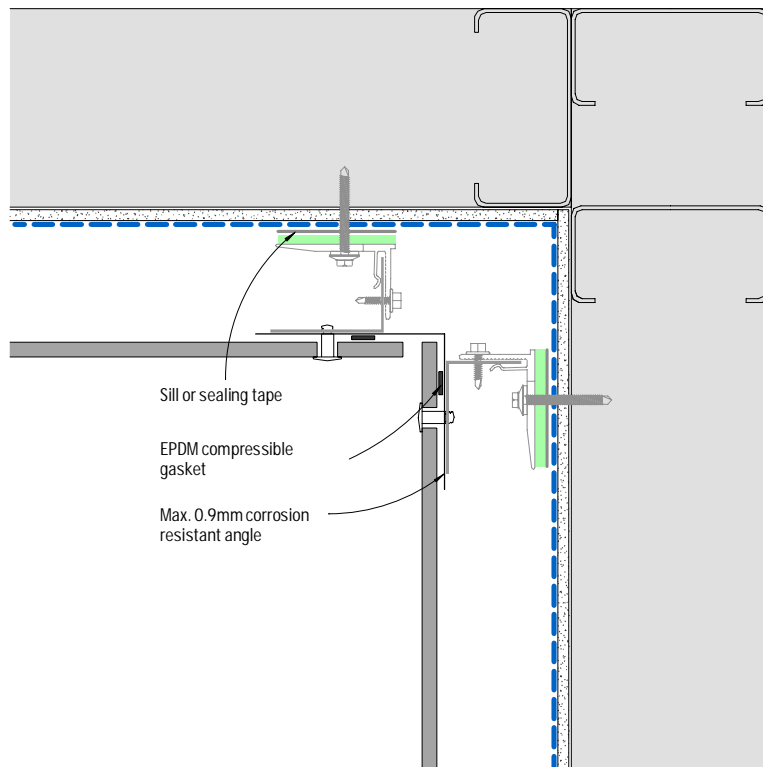 Sill or sealing tape
EPDM compressible
gasket
Max. 0.9mm corrosion
resistant angle